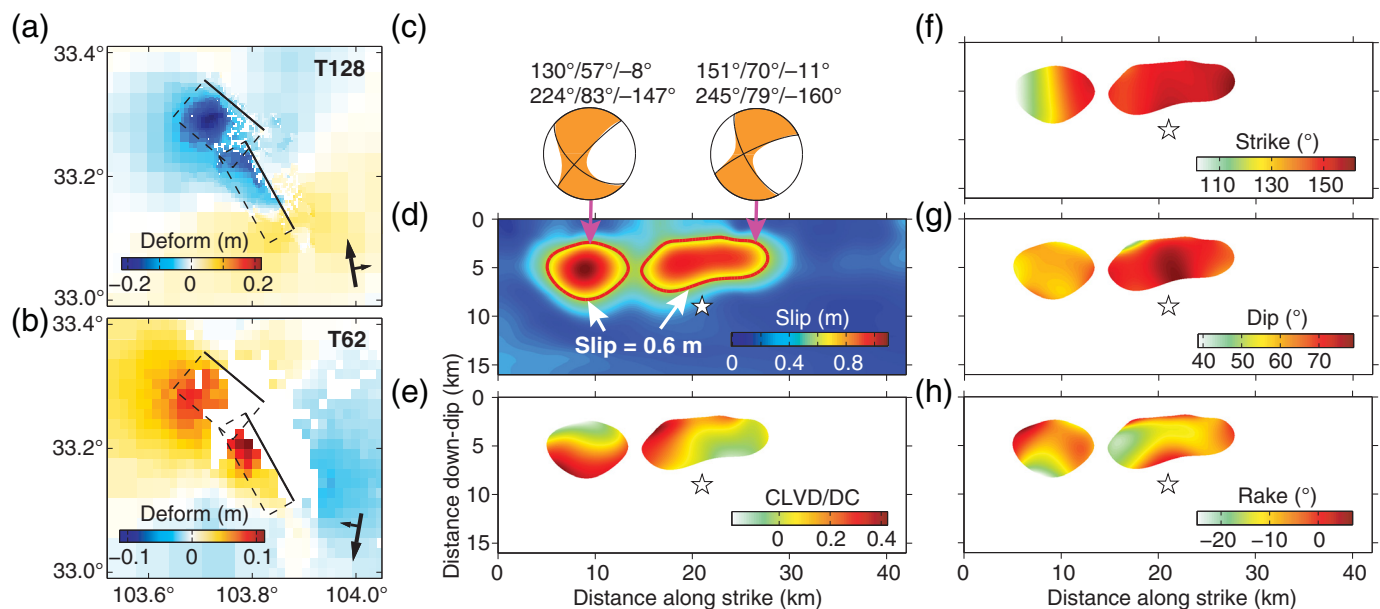 (a)
33.4°
33.2°
33.0°
T128
Deform (m)
−0.2 0 0.2
(b)
33.4°
33.2°
33.0°
T62
Deform (m)
−0.1 0 0.1
103.6° 103.8° 104.0°
(c)
130°/57°/−8°
224°/83°/−147°
151°/70°/−11°
245°/79°/−160°
(d)
0
5
10
15
Slip = 0.6 m
Slip (m)
0 0.4 0.8
(e)
0
5
10
15
Distance down-dip (km)
CLVD/DC
0 0.2 0.4
0 10 20 30 40
Distance along strike (km)
(f)
Strike (°)
110 130 150
(g)
Dip (°)
40 50 60 70
(h)
Rake (°)
−20 −10 0
0 10 20 30 40
Distance along strike (km)